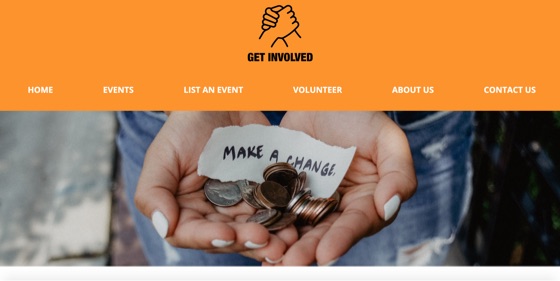 GET INVOLVED
HOME EVENTS LIST AN EVENT VOLUNTEER ABOUT US CONTACT US
MAKE A CHANGE